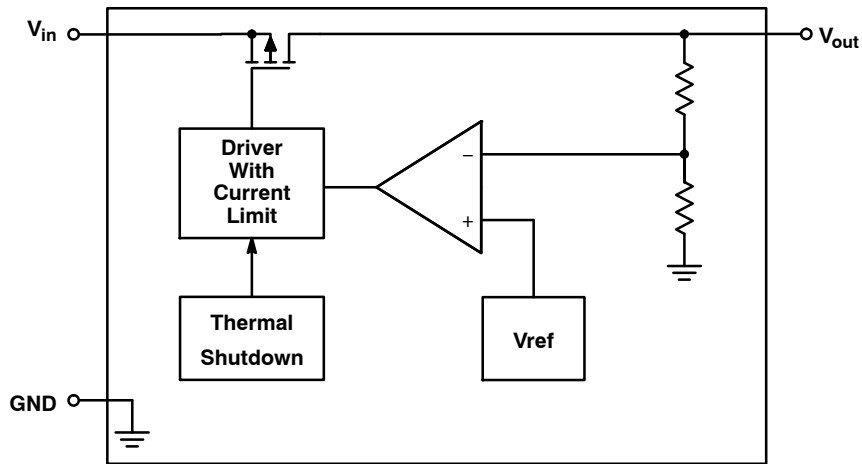 Vin
Vout
Driver
With
Current
Limit
−
+
Thermal
Shutdown
Vref
GND